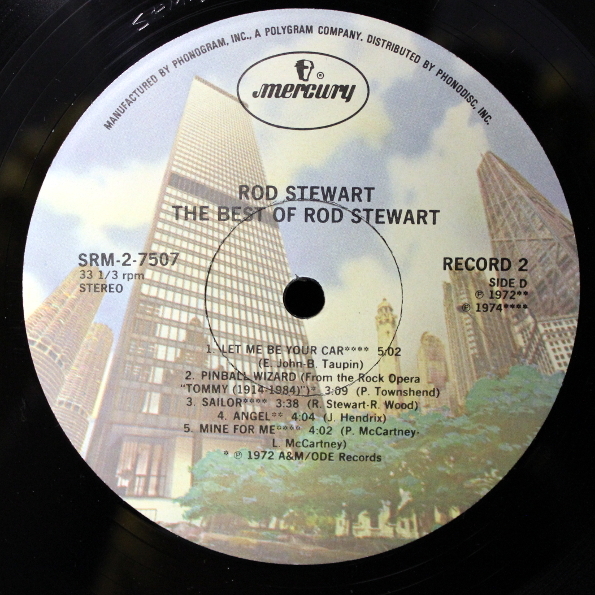 MANUFACTURED BY PHONOGRAM, INC., A POLYGRAM COMPANY. DISTRIBUTED BY PHONODISC, INC.
®
mercury
ROD STEWART
THE BEST OF ROD STEWART
SRM-2-7507
33 1/3 rpm
STEREO
RECORD 2
SIDE D
℗ 1972**
℗ 1974****
1. LET ME BE YOUR CAR**** 5:02
(E. John-B. Taupin)
2. PINBALL WIZARD (From the Rock Opera
"TOMMY (1914-1984)")* 3:09 (P. Townshend)
3. SAILOR**** 3:38 (R. Stewart-R. Wood)
4. ANGEL** 4:04 (J. Hendrix)
5. MINE FOR ME**** 4:02 (P. McCartney-
L. McCartney)
* ℗ 1972 A&M/ODE Records